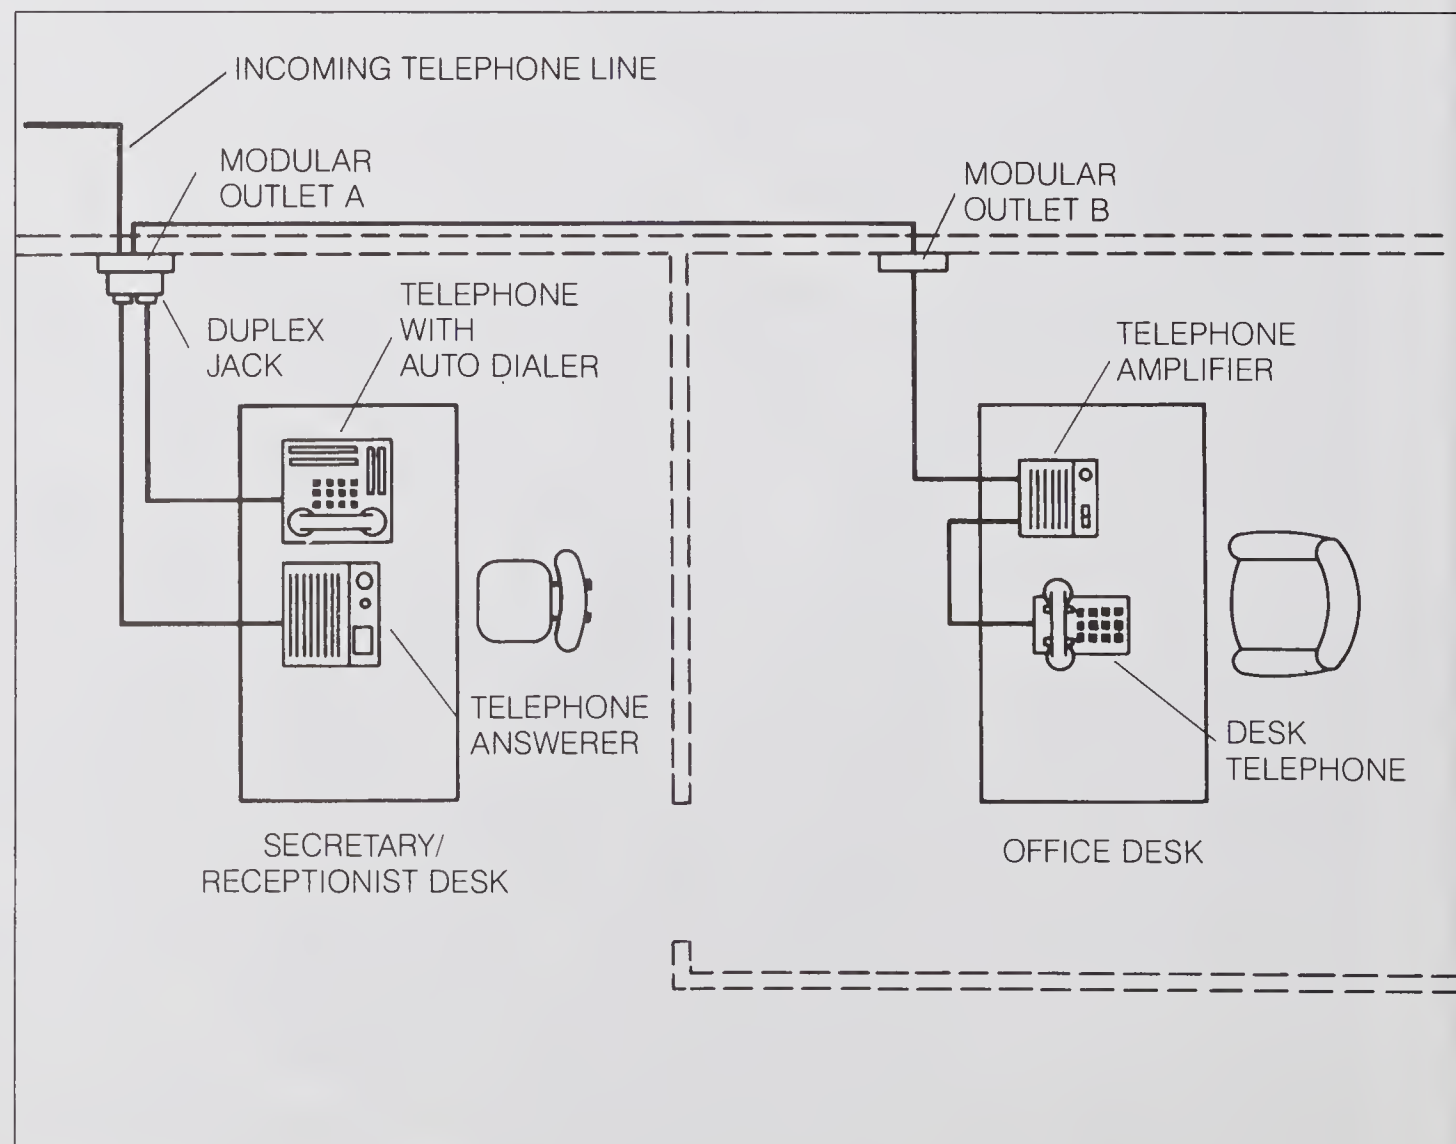 INCOMING TELEPHONE LINE
MODULAR
OUTLET A
MODULAR
OUTLET B
TELEPHONE
WITH
AUTO DIALER
DUPLEX
JACK
TELEPHONE
AMPLIFIER
TELEPHONE
ANSWERER
DESK
TELEPHONE
SECRETARY/
RECEPTIONIST DESK
OFFICE DESK